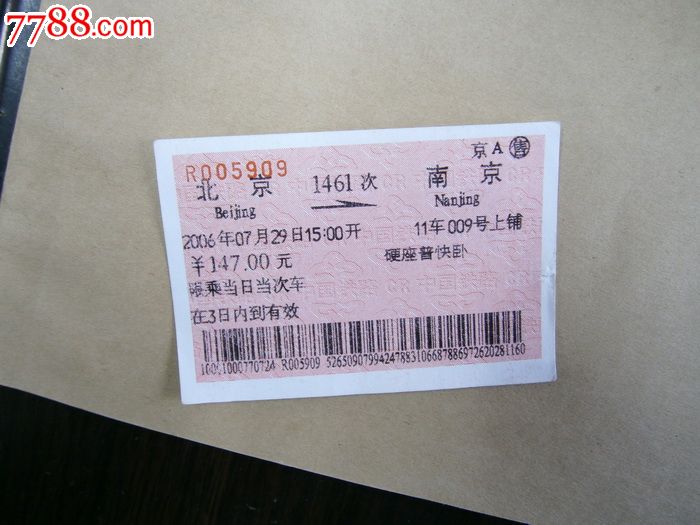 7788.com
京A 售
R005909
北京 1461次 南京
Beijing Nanjing
2006年07月29日15:00开 11车009号上铺
￥147.00元 硬座普快卧
限乘当日当次车
在3日内到有效
R005909